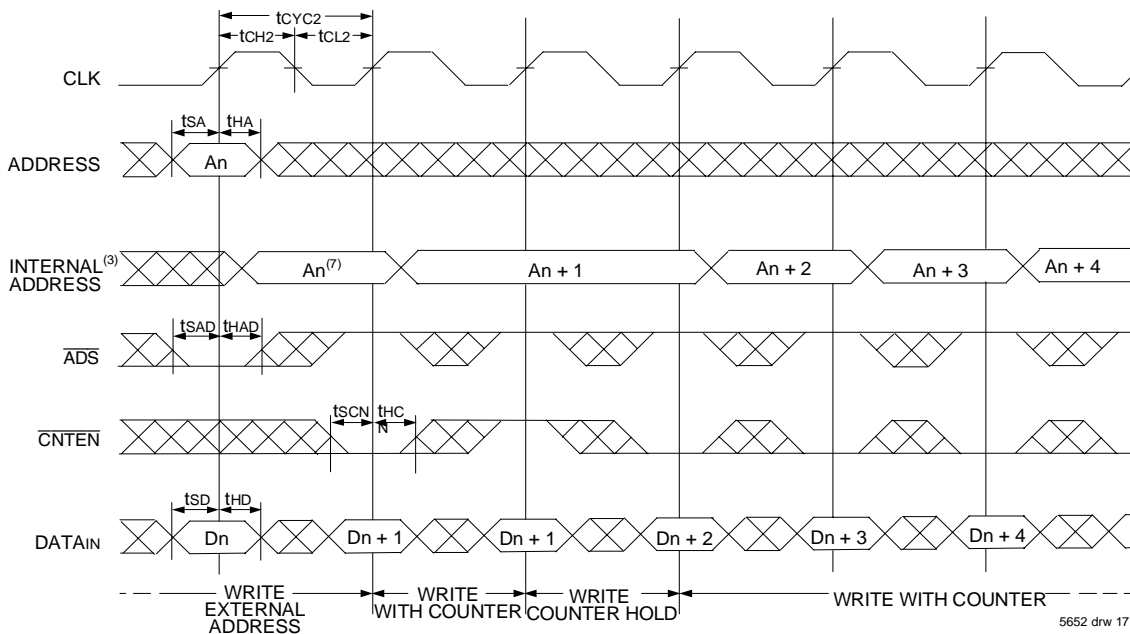 tCYC2
tCH2 tCL2
CLK
tSA tHA
ADDRESS An
INTERNAL(3) ADDRESS An(7) An + 1 An + 2 An + 3 An + 4
tSAD tHAD
ADS
tSCN tHCN
CNTEN
tSD tHD
DATAIN Dn Dn + 1 Dn + 1 Dn + 2 Dn + 3 Dn + 4
WRITE EXTERNAL ADDRESS
WRITE WITH COUNTER
WRITE COUNTER HOLD
WRITE WITH COUNTER
5652 drw 17